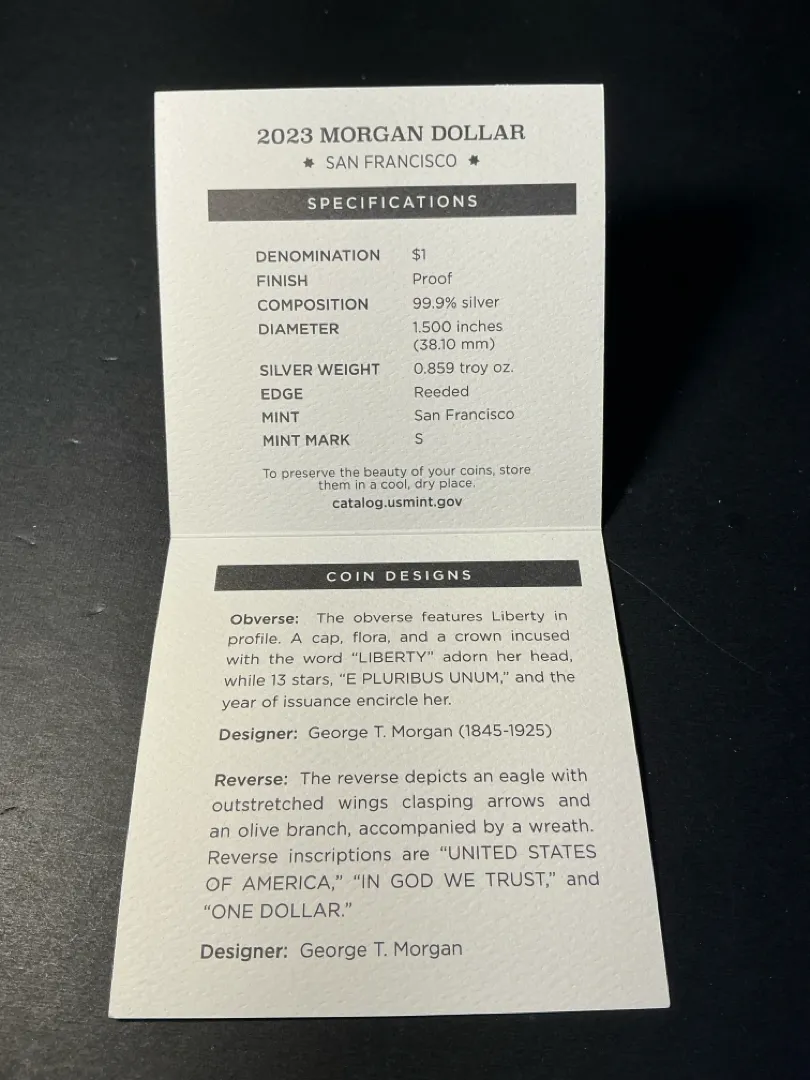 2023 MORGAN DOLLAR
SAN FRANCISCO
SPECIFICATIONS
DENOMINATION $1
FINISH Proof
COMPOSITION 99.9% silver
DIAMETER 1.500 inches
(38.10 mm)
SILVER WEIGHT 0.859 troy oz.
EDGE Reeded
MINT San Francisco
MINT MARK S
To preserve the beauty of your coins, store
them in a cool, dry place.
catalog.usmint.gov
COIN DESIGNS
Obverse: The obverse features Liberty in
profile. A cap, flora, and a crown incused
with the word “LIBERTY” adorn her head,
while 13 stars, “E PLURIBUS UNUM,” and the
year of issuance encircle her.
Designer: George T. Morgan (1845-1925)
Reverse: The reverse depicts an eagle with
outstretched wings clasping arrows and
an olive branch, accompanied by a wreath.
Reverse inscriptions are “UNITED STATES
OF AMERICA,” “IN GOD WE TRUST,” and
“ONE DOLLAR.”
Designer: George T. Morgan